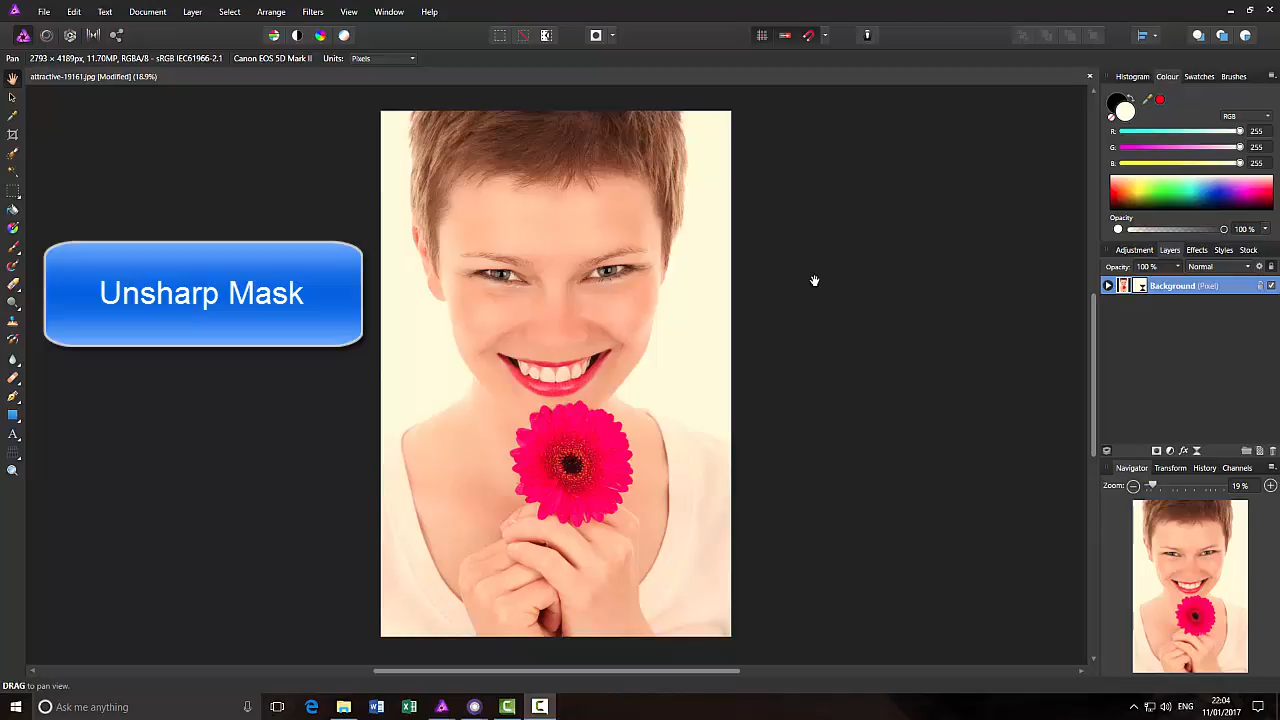 File Edit Text Document Layer Select Arrange Filters View Window Help
Pan 2793 × 4189px, 11.70MP, RGBA/8 - sRGB IEC61966-2.1 Canon EOS 5D Mark II Units: Pixels
attractive-19161.jpg [Modified] (18.9%)
Histogram Colour Swatches Brushes
RGB
R: 255
G: 255
B: 255
Opacity
100 %
Adjustment Layers Effects Styles Stock
Opacity: 100 % Normal
Background (Pixel)
Unsharp Mask
Navigator Transform History Channels
Zoom: 19 %
DRAG to pan view.
Ask me anything
ENG
22:04
11/01/2017